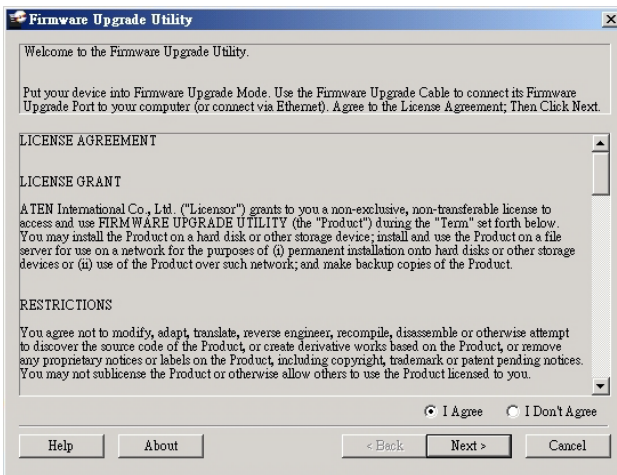 Firmware Upgrade Utility
Welcome to the Firmware Upgrade Utility.
Put your device into Firmware Upgrade Mode. Use the Firmware Upgrade Cable to connect its Firmware
Upgrade Port to your computer (or connect via Ethernet). Agree to the License Agreement; Then Click Next.
LICENSE AGREEMENT
LICENSE GRANT
ATEN International Co., Ltd. ("Licensor") grants to you a non-exclusive, non-transferable license to
access and use FIRMWARE UPGRADE UTILITY (the "Product") during the "Term" set forth below.
You may install the Product on a hard disk or other storage device; install and use the Product on a file
server for use on a network for the purposes of (i) permanent installation onto hard disks or other storage
devices or (ii) use of the Product over such network; and make backup copies of the Product.
RESTRICTIONS
You agree not to modify, adapt, translate, reverse engineer, recompile, disassemble or otherwise attempt
to discover the source code of the Product, or create derivative works based on the Product, or remove
any proprietary notices or labels on the Product, including copyright, trademark or patent pending notices.
You may not sublicense the Product or otherwise allow others to use the Product licensed to you.
I Agree I Don't Agree
Help About < Back Next > Cancel